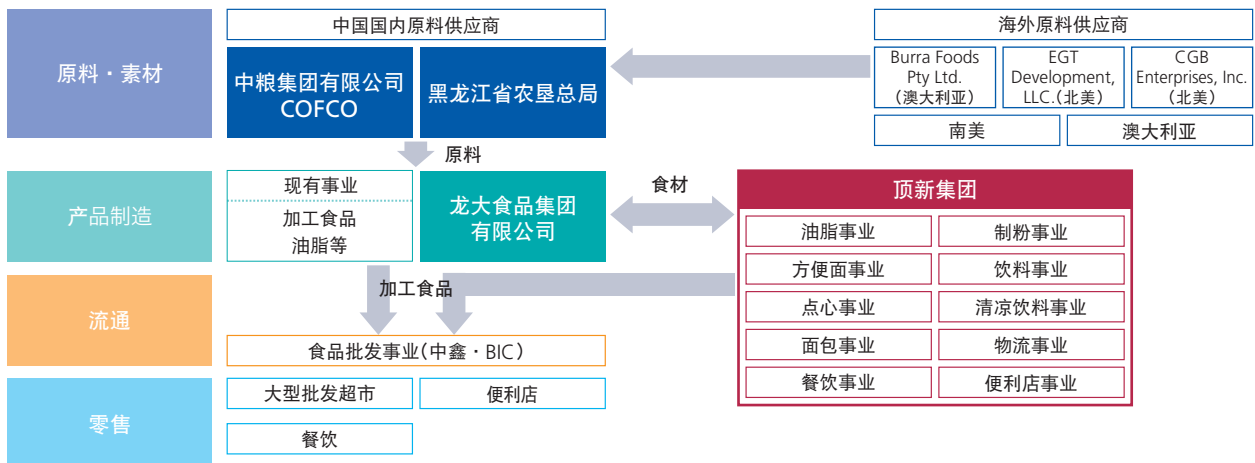 原料・素材
中国国内原料供应商
中粮集团有限公司
COFCO
黑龙江省农垦总局
海外原料供应商
Burra Foods
Pty Ltd.
（澳大利亚）
EGT
Development,
LLC.（北美）
CGB
Enterprises, Inc.
（北美）
南美
澳大利亚
原料
产品制造
现有事业
加工食品
油脂等
龙大食品集团
有限公司
食材
顶新集团
油脂事业
制粉事业
方便面事业
饮料事业
点心事业
清凉饮料事业
面包事业
物流事业
餐饮事业
便利店事业
流通
加工食品
食品批发事业（中鑫・BIC）
零售
大型批发超市
便利店
餐饮